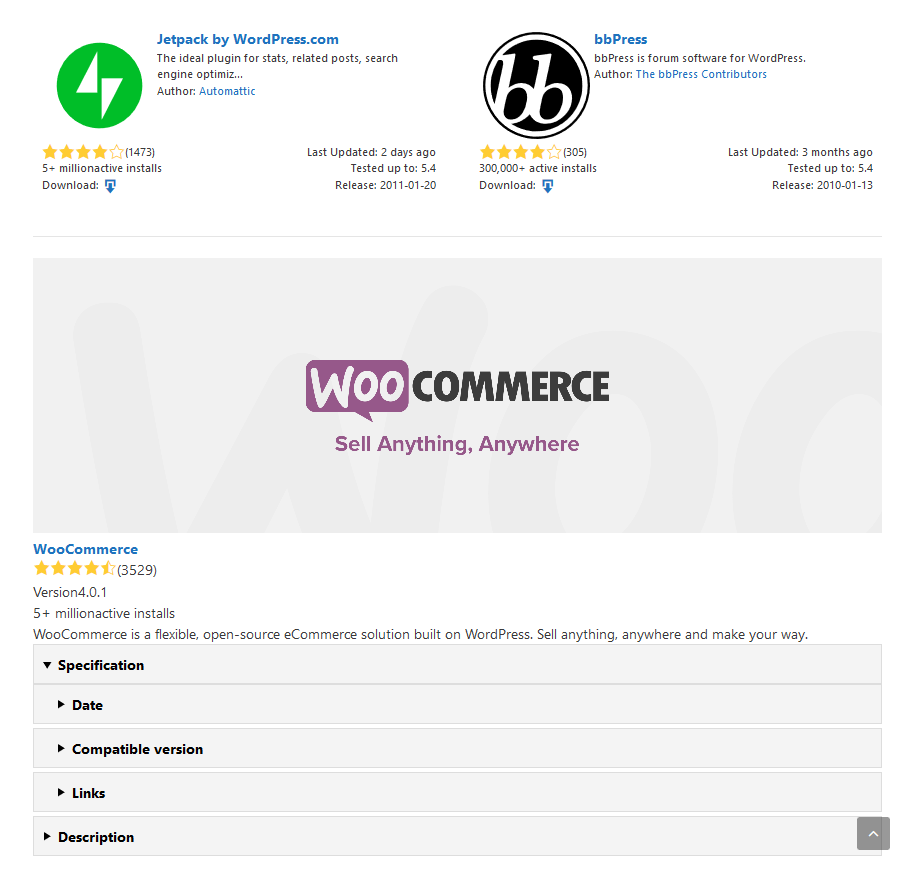 Jetpack by WordPress.com
The ideal plugin for stats, related posts, search
engine optimiz...
Author: Automattic
(1473)
5+ millionactive installs
Download:
Last Updated: 2 days ago
Tested up to: 5.4
Release: 2011-01-20
bb
bbPress
bbPress is forum software for WordPress.
Author: The bbPress Contributors
(305)
300,000+ active installs
Download:
Last Updated: 3 months ago
Tested up to: 5.4
Release: 2010-01-13
WOO COMMERCE
Sell Anything, Anywhere
WooCommerce
(3529)
Version4.0.1
5+ millionactive installs
WooCommerce is a flexible, open-source eCommerce solution built on WordPress. Sell anything, anywhere and make your way.
Specification
Date
Compatible version
Links
Description